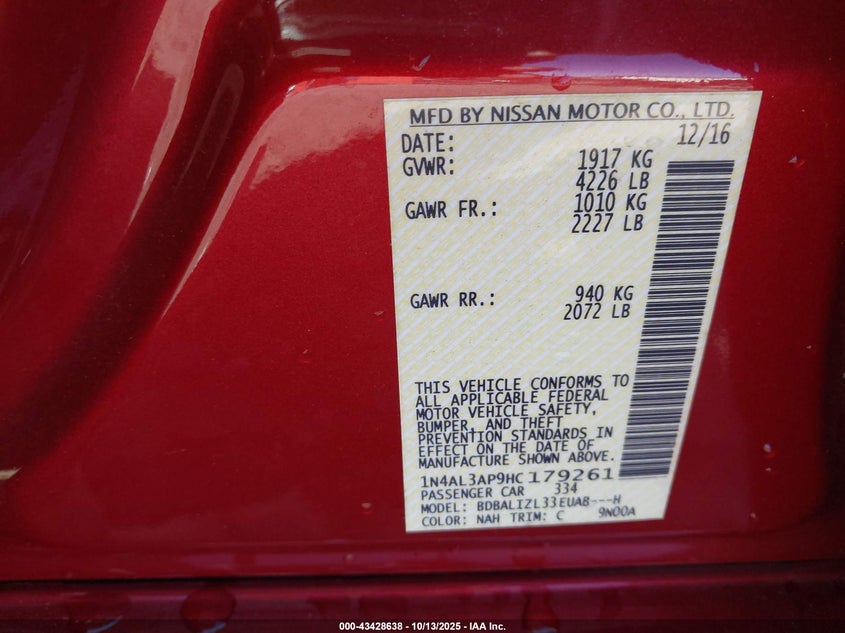 MFD BY NISSAN MOTOR CO., LTD.
DATE: 12/16
GVWR: 1917 KG
4226 LB
GAWR FR.: 1010 KG
2227 LB
GAWR RR.: 940 KG
2072 LB
THIS VEHICLE CONFORMS TO
ALL APPLICABLE FEDERAL
MOTOR VEHICLE SAFETY,
BUMPER, AND THEFT
PREVENTION STANDARDS IN
EFFECT ON THE DATE OF
MANUFACTURE SHOWN ABOVE.
1N4AL3AP9HC179261
PASSENGER CAR 334
MODEL: BDBALIZL33EUAB---H
COLOR: NAH TRIM: C 9N00A
000-43428638 - 10/13/2025 - IAA Inc.